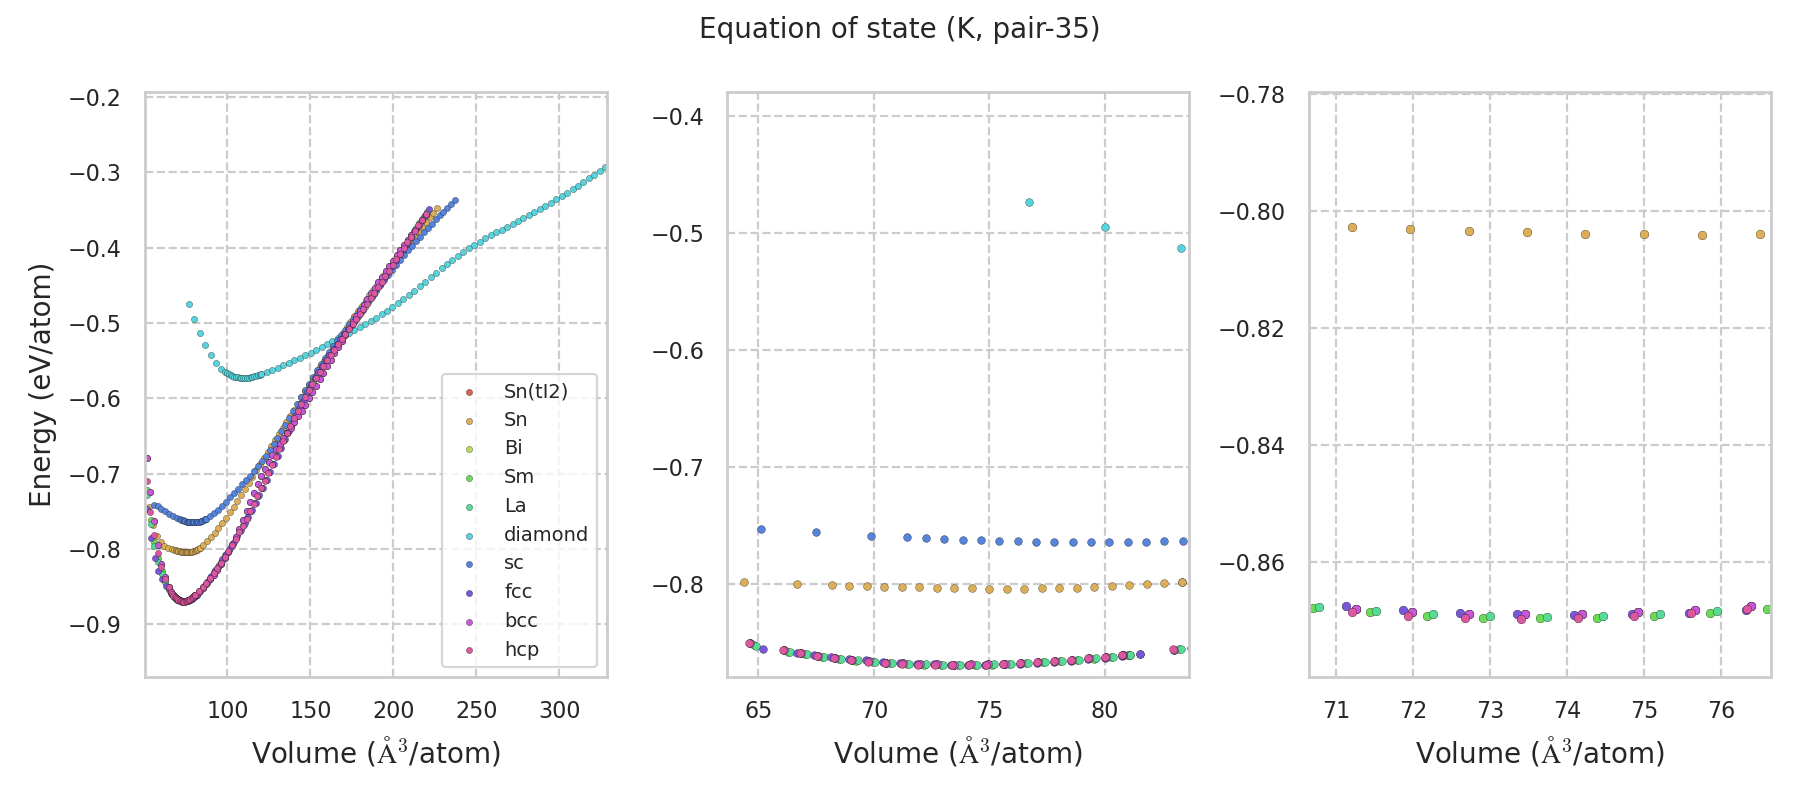 Equation of state (K, pair-35)
Energy (eV/atom)
−0.2
−0.3
−0.4
−0.5
−0.6
−0.7
−0.8
−0.9
100 150 200 250 300
Volume (Å³/atom)
Sn(tI2)
Sn
Bi
Sm
La
diamond
sc
fcc
bcc
hcp
−0.4
−0.5
−0.6
−0.7
−0.8
65 70 75 80
Volume (Å³/atom)
−0.78
−0.80
−0.82
−0.84
−0.86
71 72 73 74 75 76
Volume (Å³/atom)